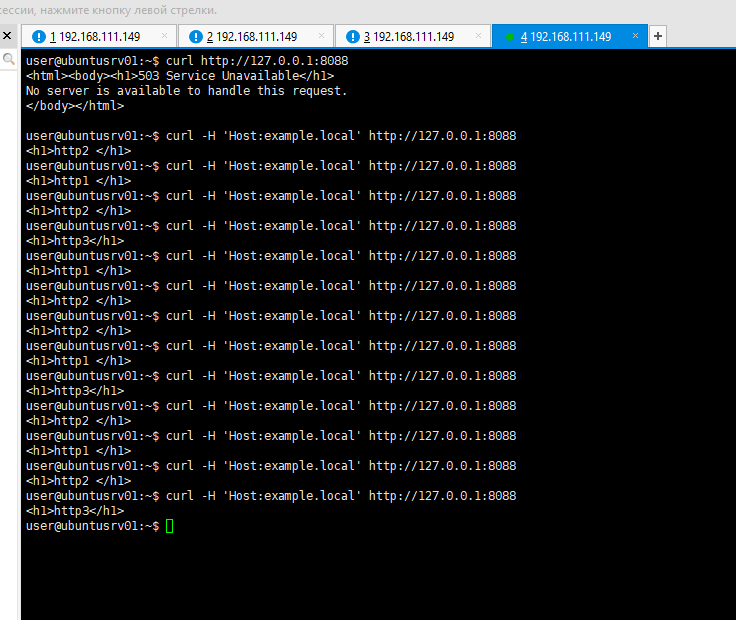 сессии, нажмите кнопку левой стрелки.
1 192.168.111.149
2 192.168.111.149
3 192.168.111.149
4 192.168.111.149
user@ubuntusrv01:~$ curl http://127.0.0.1:8088
<html><body><h1>503 Service Unavailable</h1>
No server is available to handle this request.
</body></html>
user@ubuntusrv01:~$ curl -H 'Host:example.local' http://127.0.0.1:8088
<h1>http2 </h1>
user@ubuntusrv01:~$ curl -H 'Host:example.local' http://127.0.0.1:8088
<h1>http1 </h1>
user@ubuntusrv01:~$ curl -H 'Host:example.local' http://127.0.0.1:8088
<h1>http2 </h1>
user@ubuntusrv01:~$ curl -H 'Host:example.local' http://127.0.0.1:8088
<h1>http3</h1>
user@ubuntusrv01:~$ curl -H 'Host:example.local' http://127.0.0.1:8088
<h1>http1 </h1>
user@ubuntusrv01:~$ curl -H 'Host:example.local' http://127.0.0.1:8088
<h1>http2 </h1>
user@ubuntusrv01:~$ curl -H 'Host:example.local' http://127.0.0.1:8088
<h1>http2 </h1>
user@ubuntusrv01:~$ curl -H 'Host:example.local' http://127.0.0.1:8088
<h1>http1 </h1>
user@ubuntusrv01:~$ curl -H 'Host:example.local' http://127.0.0.1:8088
<h1>http3</h1>
user@ubuntusrv01:~$ curl -H 'Host:example.local' http://127.0.0.1:8088
<h1>http2 </h1>
user@ubuntusrv01:~$ curl -H 'Host:example.local' http://127.0.0.1:8088
<h1>http1 </h1>
user@ubuntusrv01:~$ curl -H 'Host:example.local' http://127.0.0.1:8088
<h1>http2 </h1>
user@ubuntusrv01:~$ curl -H 'Host:example.local' http://127.0.0.1:8088
<h1>http3</h1>
user@ubuntusrv01:~$